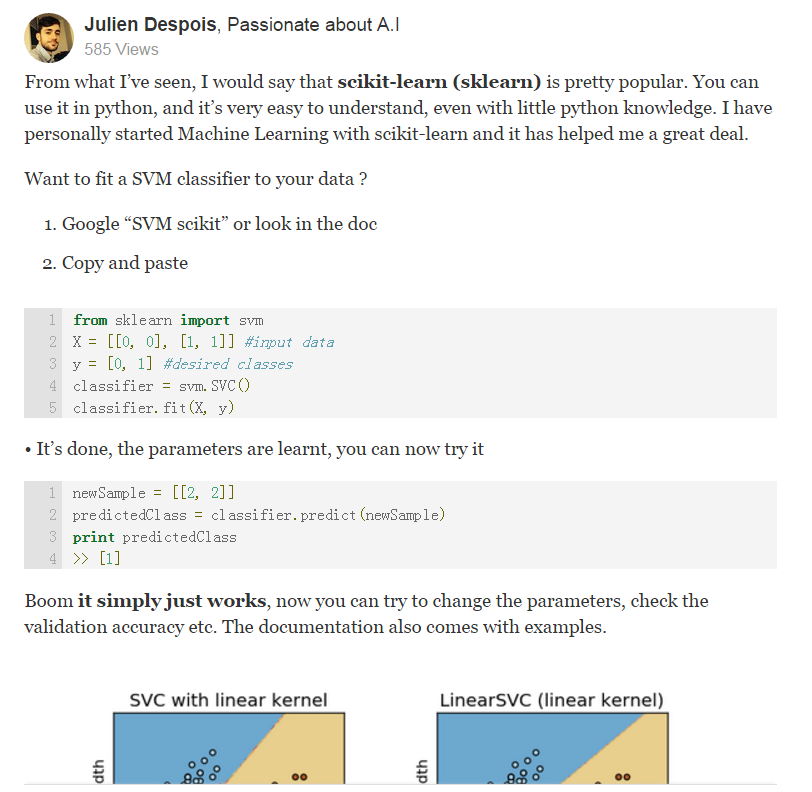 Julien Despois, Passionate about A.I
585 Views
From what I've seen, I would say that scikit-learn (sklearn) is pretty popular. You can
use it in python, and it's very easy to understand, even with little python knowledge. I have
personally started Machine Learning with scikit-learn and it has helped me a great deal.
Want to fit a SVM classifier to your data ?
1. Google “SVM scikit” or look in the doc
2. Copy and paste
1 from sklearn import svm
2 X = [[0, 0], [1, 1]] #input data
3 y = [0, 1] #desired classes
4 classifier = svm.SVC()
5 classifier.fit(X, y)
• It's done, the parameters are learnt, you can now try it
1 newSample = [[2, 2]]
2 predictedClass = classifier.predict(newSample)
3 print predictedClass
4 >> [1]
Boom it simply just works, now you can try to change the parameters, check the
validation accuracy etc. The documentation also comes with examples.
SVC with linear kernel
LinearSVC (linear kernel)
dth
dth